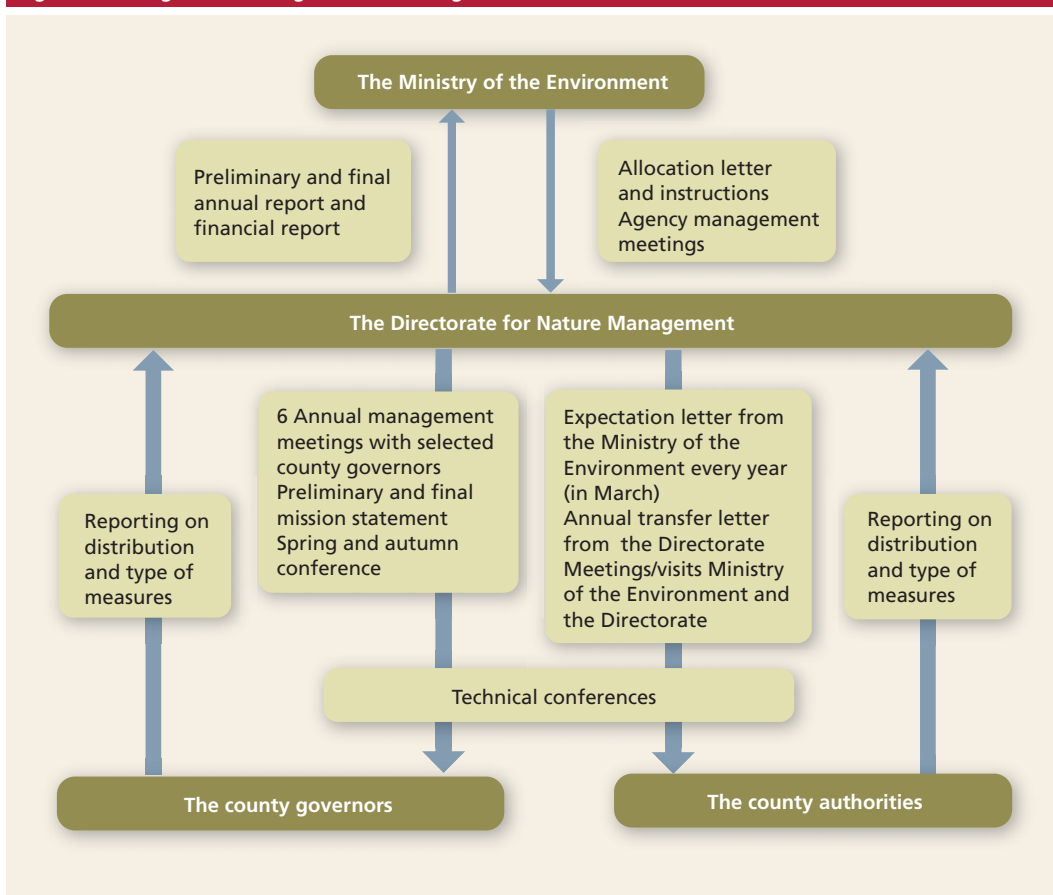 The Ministry of the Environment
Preliminary and final
annual report and
financial report
Allocation letter
and instructions
Agency management
meetings
The Directorate for Nature Management
Reporting on
distribution
and type of
measures
6 Annual management
meetings with selected
county governors
Preliminary and final
mission statement
Spring and autumn
conference
Expectation letter from
the Ministry of the
Environment every year
(in March)
Annual transfer letter
from the Directorate
Meetings/visits Ministry
of the Environment and
the Directorate
Reporting on
distribution
and type of
measures
Technical conferences
The county governors
The county authorities